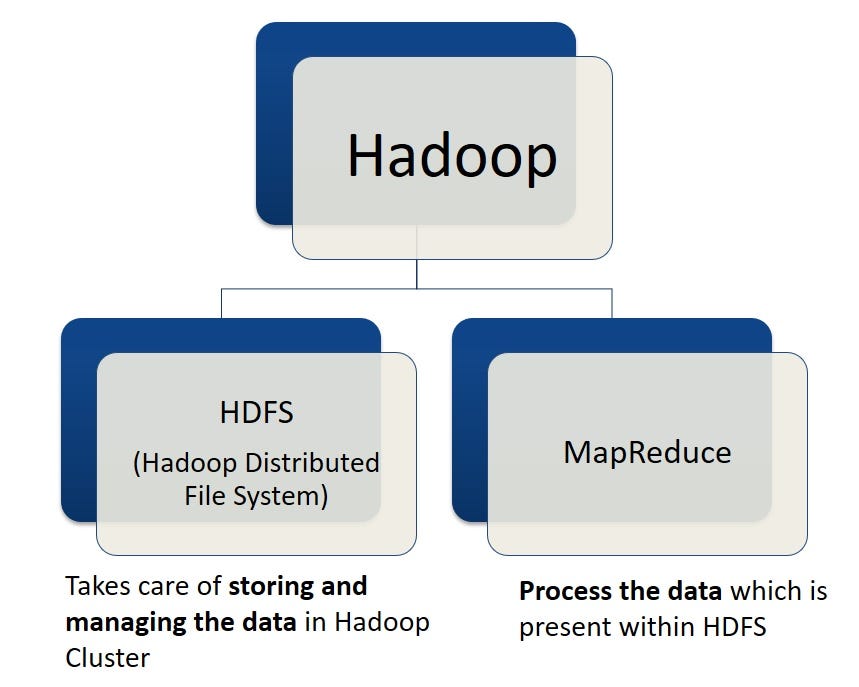 Hadoop
HDFS
(Hadoop Distributed
File System)
MapReduce
Takes care of storing and
managing the data in Hadoop
Cluster
Process the data which is
present within HDFS